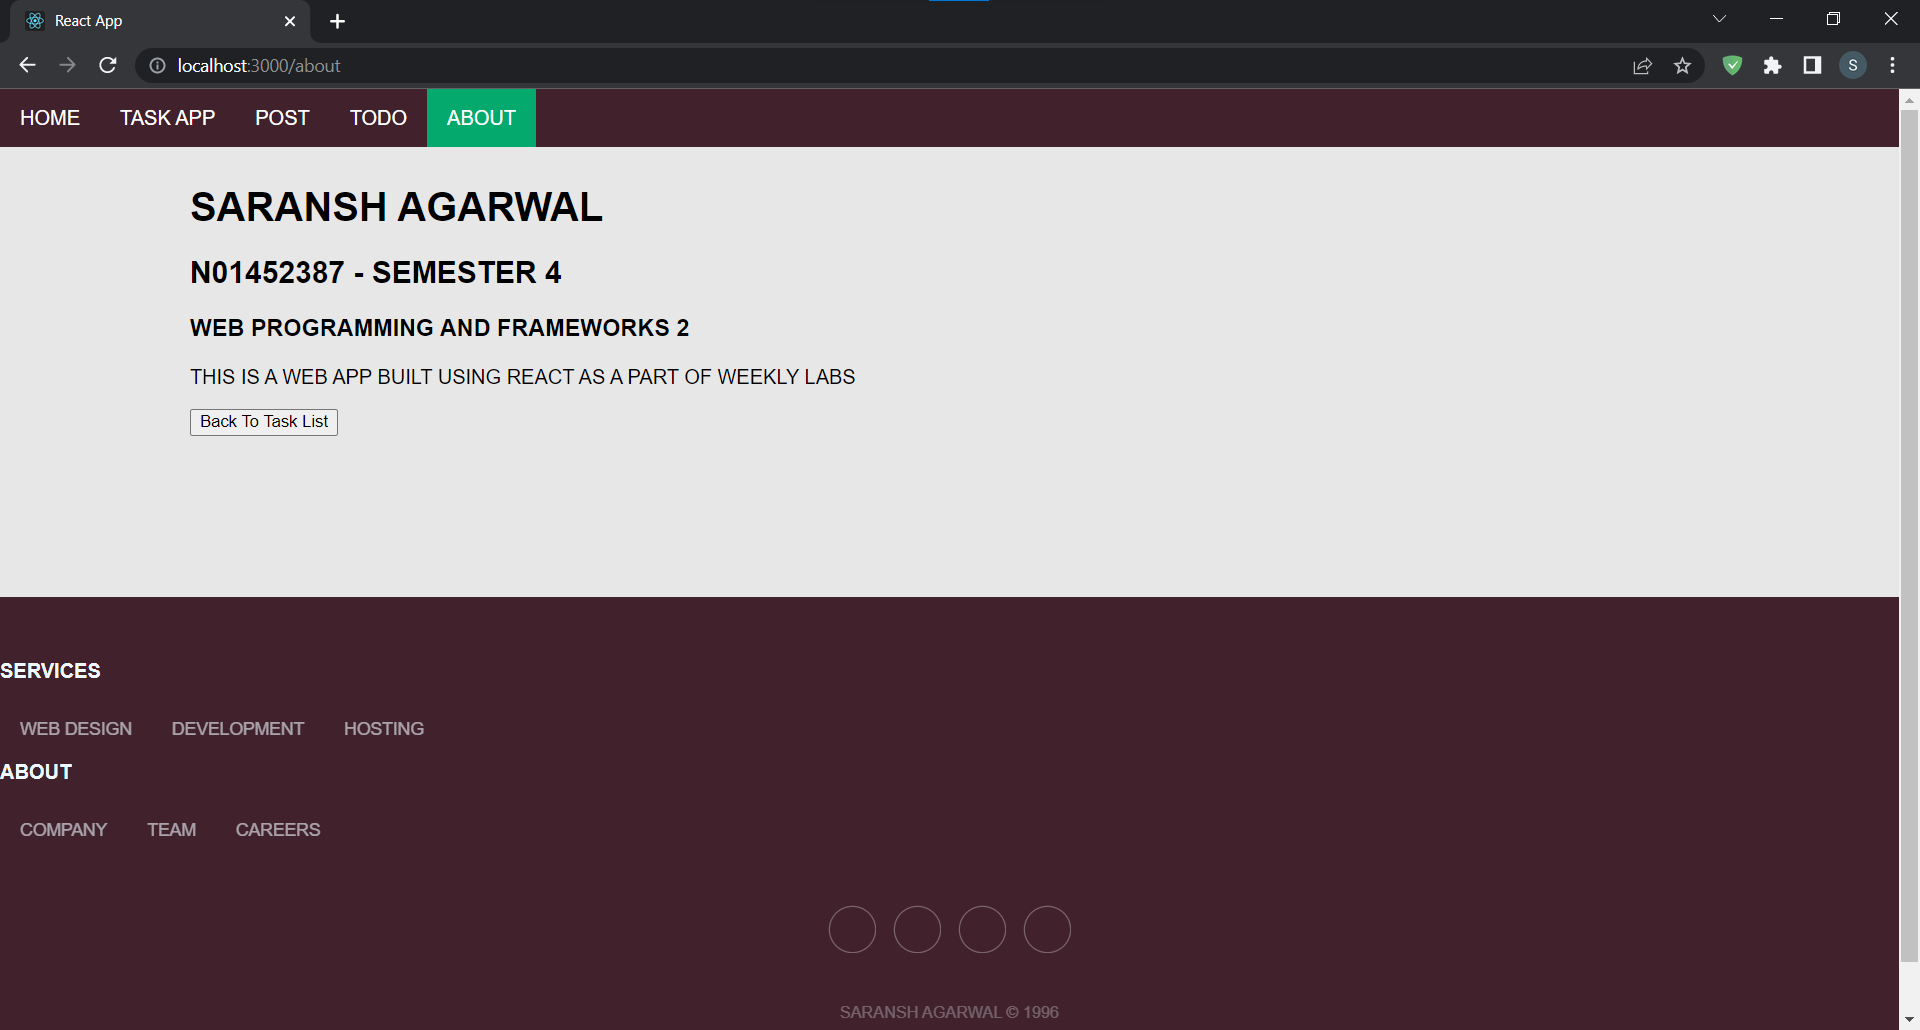 React App
localhost:3000/about
S
HOME TASK APP POST TODO ABOUT
SARANSH AGARWAL
N01452387 - SEMESTER 4
WEB PROGRAMMING AND FRAMEWORKS 2
THIS IS A WEB APP BUILT USING REACT AS A PART OF WEEKLY LABS
Back To Task List
SERVICES
WEB DESIGN DEVELOPMENT HOSTING
ABOUT
COMPANY TEAM CAREERS
SARANSH AGARWAL © 1996